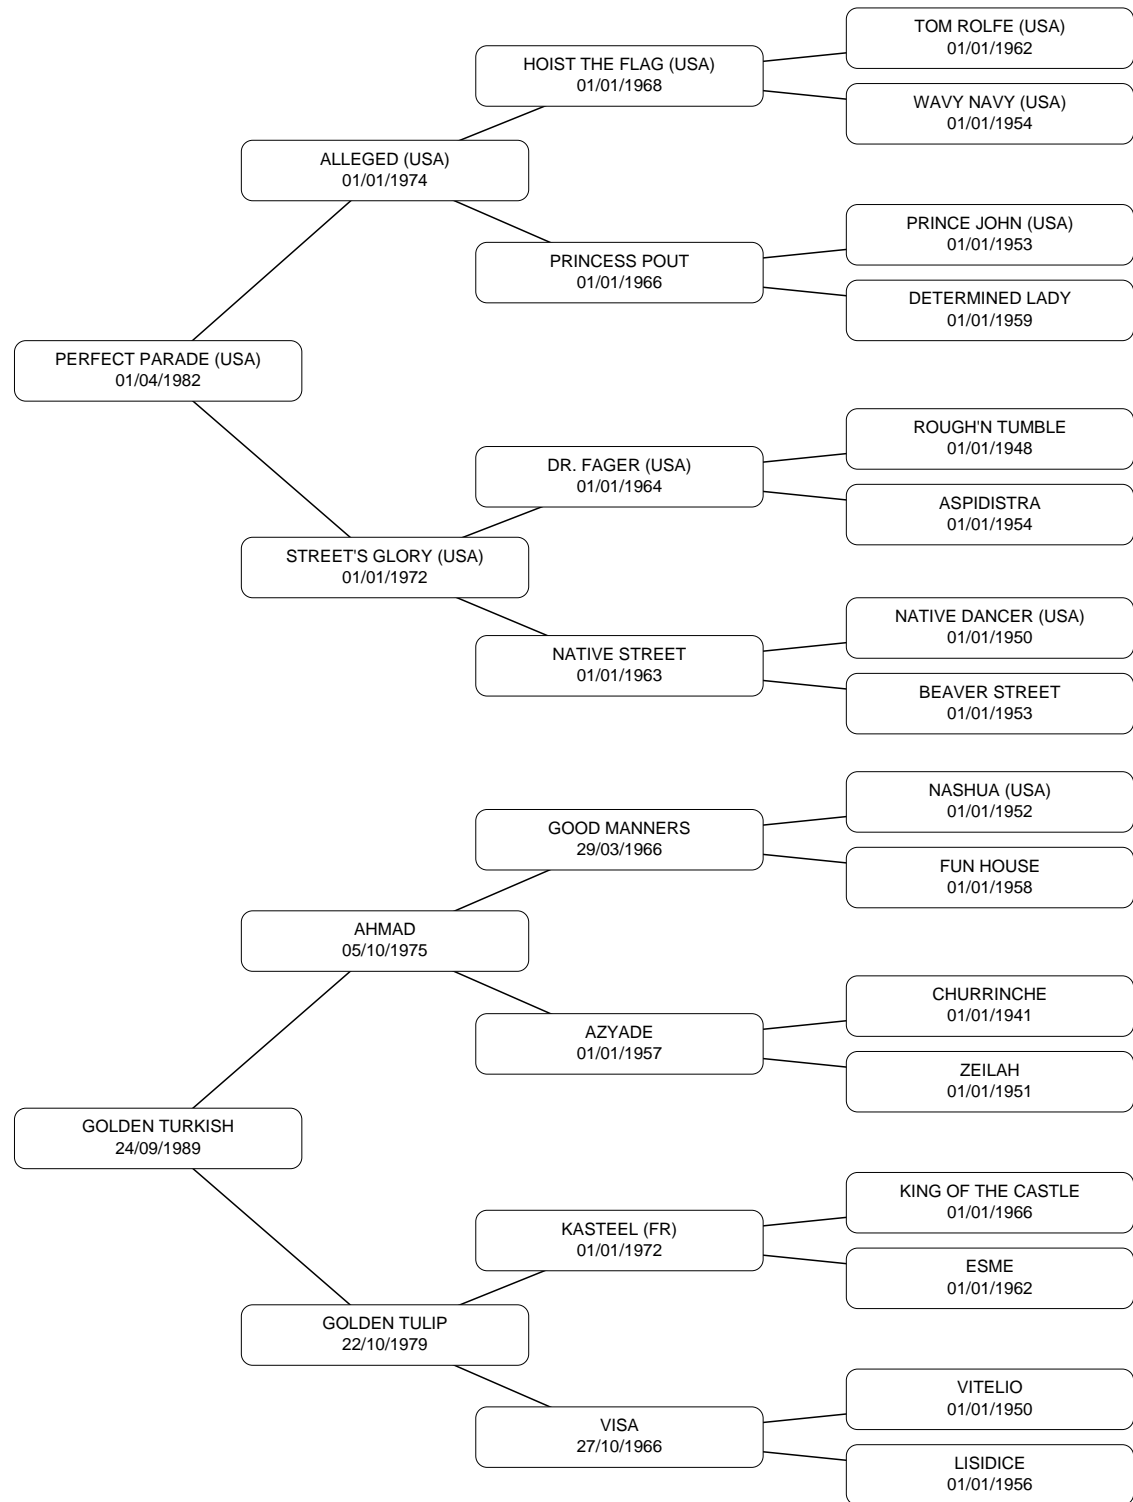 TOM ROLFE (USA)
01/01/1962
HOIST THE FLAG (USA)
01/01/1968
WAVY NAVY (USA)
01/01/1954
ALLEGED (USA)
01/01/1974
PRINCE JOHN (USA)
01/01/1953
PRINCESS POUT
01/01/1966
DETERMINED LADY
01/01/1959
PERFECT PARADE (USA)
01/04/1982
ROUGH'N TUMBLE
01/01/1948
DR. FAGER (USA)
01/01/1964
ASPIDISTRA
01/01/1954
STREET'S GLORY (USA)
01/01/1972
NATIVE DANCER (USA)
01/01/1950
NATIVE STREET
01/01/1963
BEAVER STREET
01/01/1953
NASHUA (USA)
01/01/1952
GOOD MANNERS
29/03/1966
FUN HOUSE
01/01/1958
AHMAD
05/10/1975
CHURRINCHE
01/01/1941
AZYADE
01/01/1957
ZEILAH
01/01/1951
GOLDEN TURKISH
24/09/1989
KING OF THE CASTLE
01/01/1966
KASTEEL (FR)
01/01/1972
ESME
01/01/1962
GOLDEN TULIP
22/10/1979
VITELIO
01/01/1950
VISA
27/10/1966
LISIDICE
01/01/1956